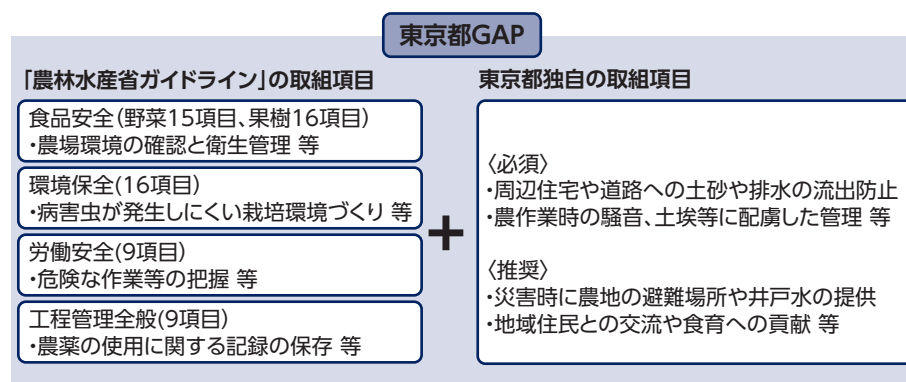 東京都GAP
「農林水産省ガイドライン」の取組項目
食品安全(野菜15項目、果樹16項目)
・農場環境の確認と衛生管理 等
環境保全(16項目)
・病害虫が発生しにくい栽培環境づくり 等
労働安全(9項目)
・危険な作業等の把握 等
工程管理全般(9項目)
・農薬の使用に関する記録の保存 等
+
東京都独自の取組項目
〈必須〉
・周辺住宅や道路への土砂や排水の流出防止
・農作業時の騒音、土埃等に配慮した管理 等
〈推奨〉
・災害時に農地の避難場所や井戸水の提供
・地域住民との交流や食育への貢献 等